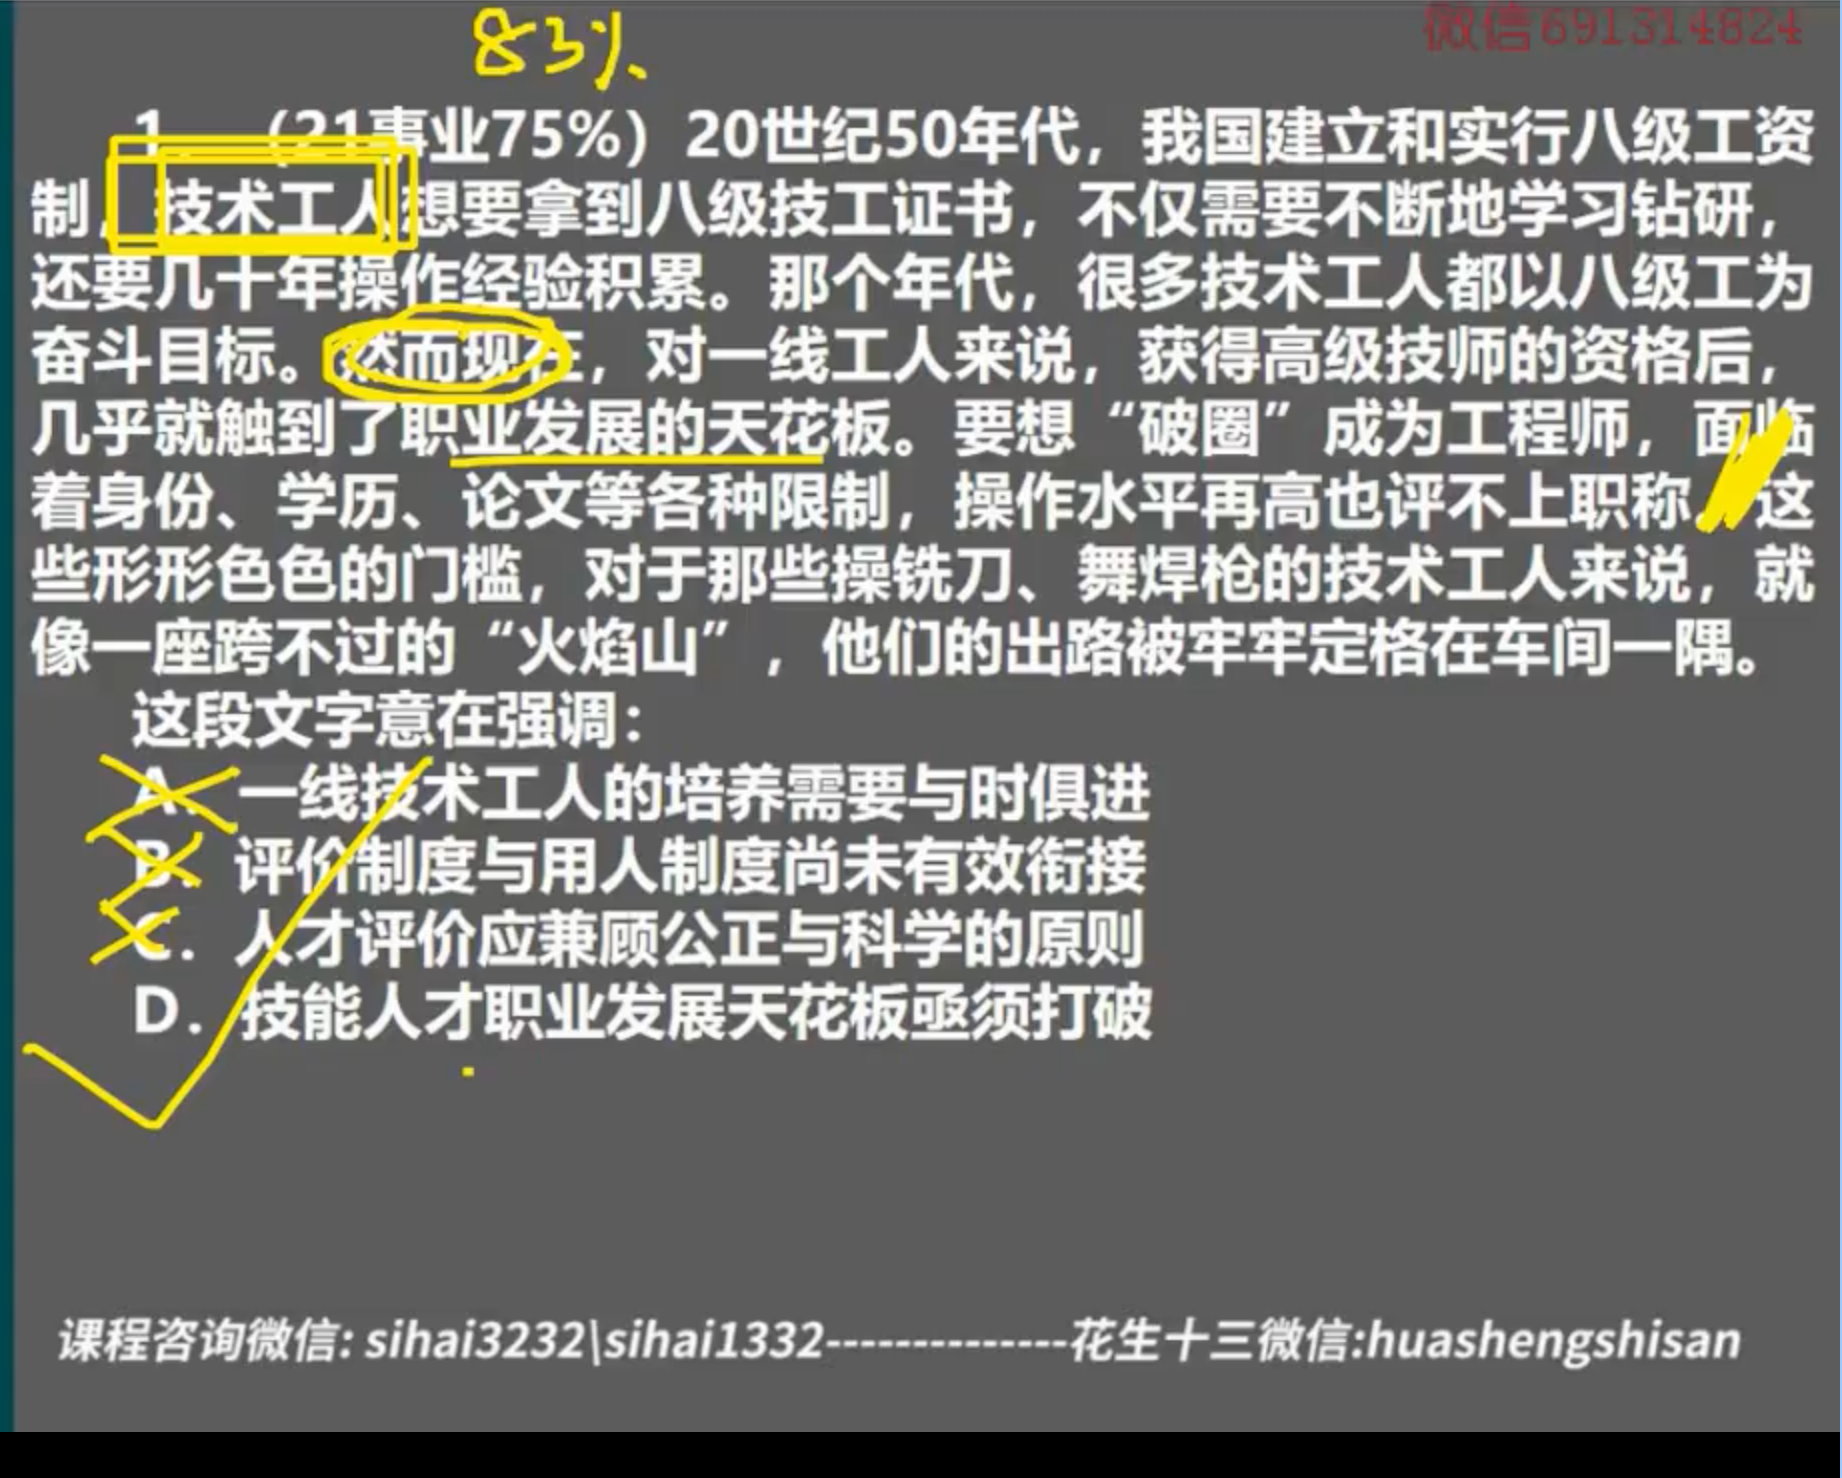 微信691314824
83%
1. （21事业75%）20世纪50年代，我国建立和实行八级工资
制，技术工人想要拿到八级技工证书，不仅需要不断地学习钻研，
还要几十年操作经验积累。那个年代，很多技术工人都以八级工为
奋斗目标。然而现在，对一线工人来说，获得高级技师的资格后，
几乎就触到了职业发展的天花板。要想“破圈”成为工程师，面临
着身份、学历、论文等各种限制，操作水平再高也评不上职称。这
些形形色色的门槛，对于那些操铣刀、舞焊枪的技术工人来说，就
像一座跨不过的“火焰山”，他们的出路被牢牢定格在车间一隅。
这段文字意在强调：
A. 一线技术工人的培养需要与时俱进
B. 评价制度与用人制度尚未有效衔接
C. 人才评价应兼顾公正与科学的原则
D. 技能人才职业发展天花板亟须打破
课程咨询微信: sihai3232\sihai1332--------------花生十三微信:huashengshisan